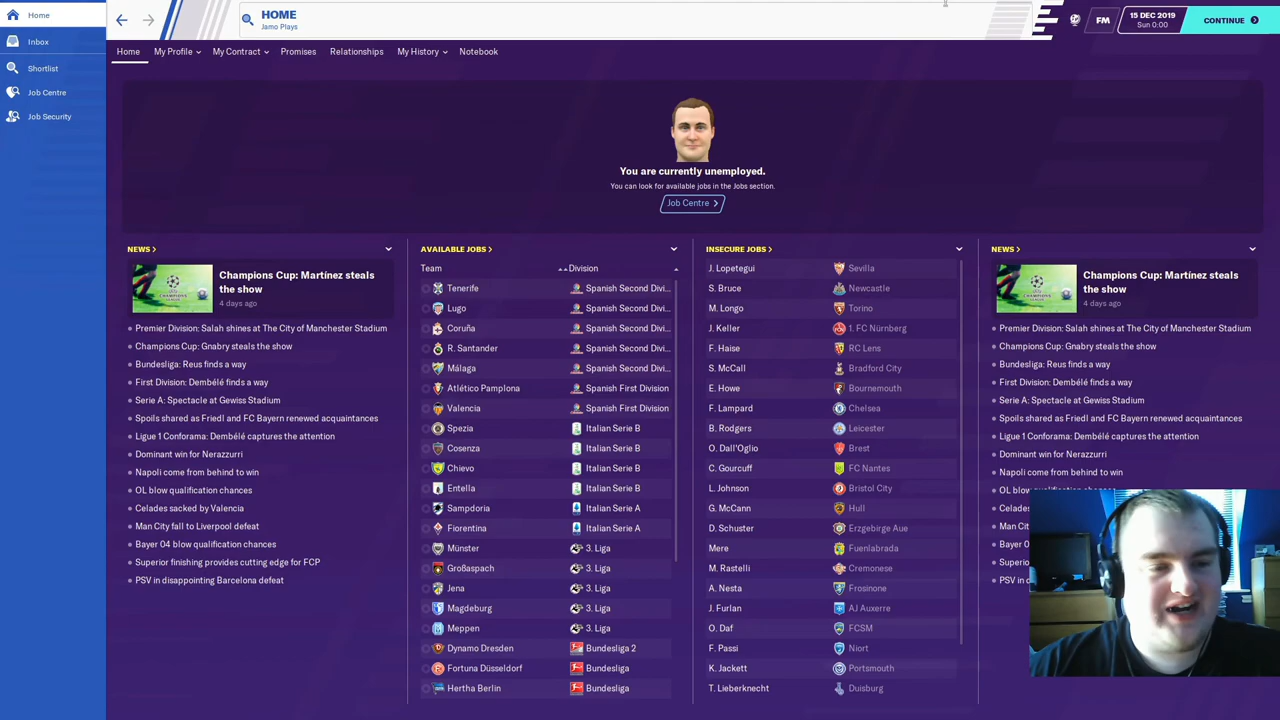 Home
Inbox
Shortlist
Job Centre
Job Security
HOME
Jamo Plays
FM
15 DEC 2019
Sun 0:00
CONTINUE
Home
My Profile
My Contract
Promises
Relationships
My History
Notebook
You are currently unemployed.
You can look for available jobs in the Jobs section.
Job Centre
NEWS
Champions Cup: Martínez steals
the show
4 days ago
Premier Division: Salah shines at The City of Manchester Stadium
Champions Cup: Gnabry steals the show
Bundesliga: Reus finds a way
First Division: Dembélé finds a way
Serie A: Spectacle at Gewiss Stadium
Spoils shared as Friedl and FC Bayern renewed acquaintances
Ligue 1 Conforama: Dembélé captures the attention
Dominant win for Nerazzurri
Napoli come from behind to win
OL blow qualification chances
Celades sacked by Valencia
Man City fall to Liverpool defeat
Bayer 04 blow qualification chances
Superior finishing provides cutting edge for FCP
PSV in disappointing Barcelona defeat
AVAILABLE JOBS
Team Division
Tenerife Spanish Second Divi...
Lugo Spanish Second Divi...
Coruña Spanish Second Divi...
R. Santander Spanish Second Divi...
Málaga Spanish Second Divi...
Atlético Pamplona Spanish First Division
Valencia Spanish First Division
Spezia Italian Serie B
Cosenza Italian Serie B
Chievo Italian Serie B
Entella Italian Serie B
Sampdoria Italian Serie A
Fiorentina Italian Serie A
Münster 3. Liga
Großaspach 3. Liga
Jena 3. Liga
Magdeburg 3. Liga
Meppen 3. Liga
Dynamo Dresden Bundesliga 2
Fortuna Düsseldorf Bundesliga
Hertha Berlin Bundesliga
INSECURE JOBS
J. Lopetegui Sevilla
S. Bruce Newcastle
M. Longo Torino
J. Keller 1. FC Nürnberg
F. Haise RC Lens
S. McCall Bradford City
E. Howe Bournemouth
F. Lampard Chelsea
B. Rodgers Leicester
O. Dall'Oglio Brest
C. Gourcuff FC Nantes
L. Johnson Bristol City
G. McCann Hull
D. Schuster Erzgebirge Aue
Mere Fuenlabrada
M. Rastelli Cremonese
A. Nesta Frosinone
J. Furlan AJ Auxerre
O. Daf FCSM
F. Passi Niort
K. Jackett Portsmouth
T. Lieberknecht Duisburg
NEWS
Champions Cup: Martínez steals
the show
4 days ago
Premier Division: Salah shines at The City of Manchester Stadium
Champions Cup: Gnabry steals the show
Bundesliga: Reus finds a way
First Division: Dembélé finds a way
Serie A: Spectacle at Gewiss Stadium
Spoils shared as Friedl and FC Bayern renewed acquaintances
Ligue 1 Conforama: Dembélé captures the attention
Dominant win for Nerazzurri
Napoli come from behind to win
OL blow qualification chances
Celades
Man City
Bayer 0
Superior
PSV in d